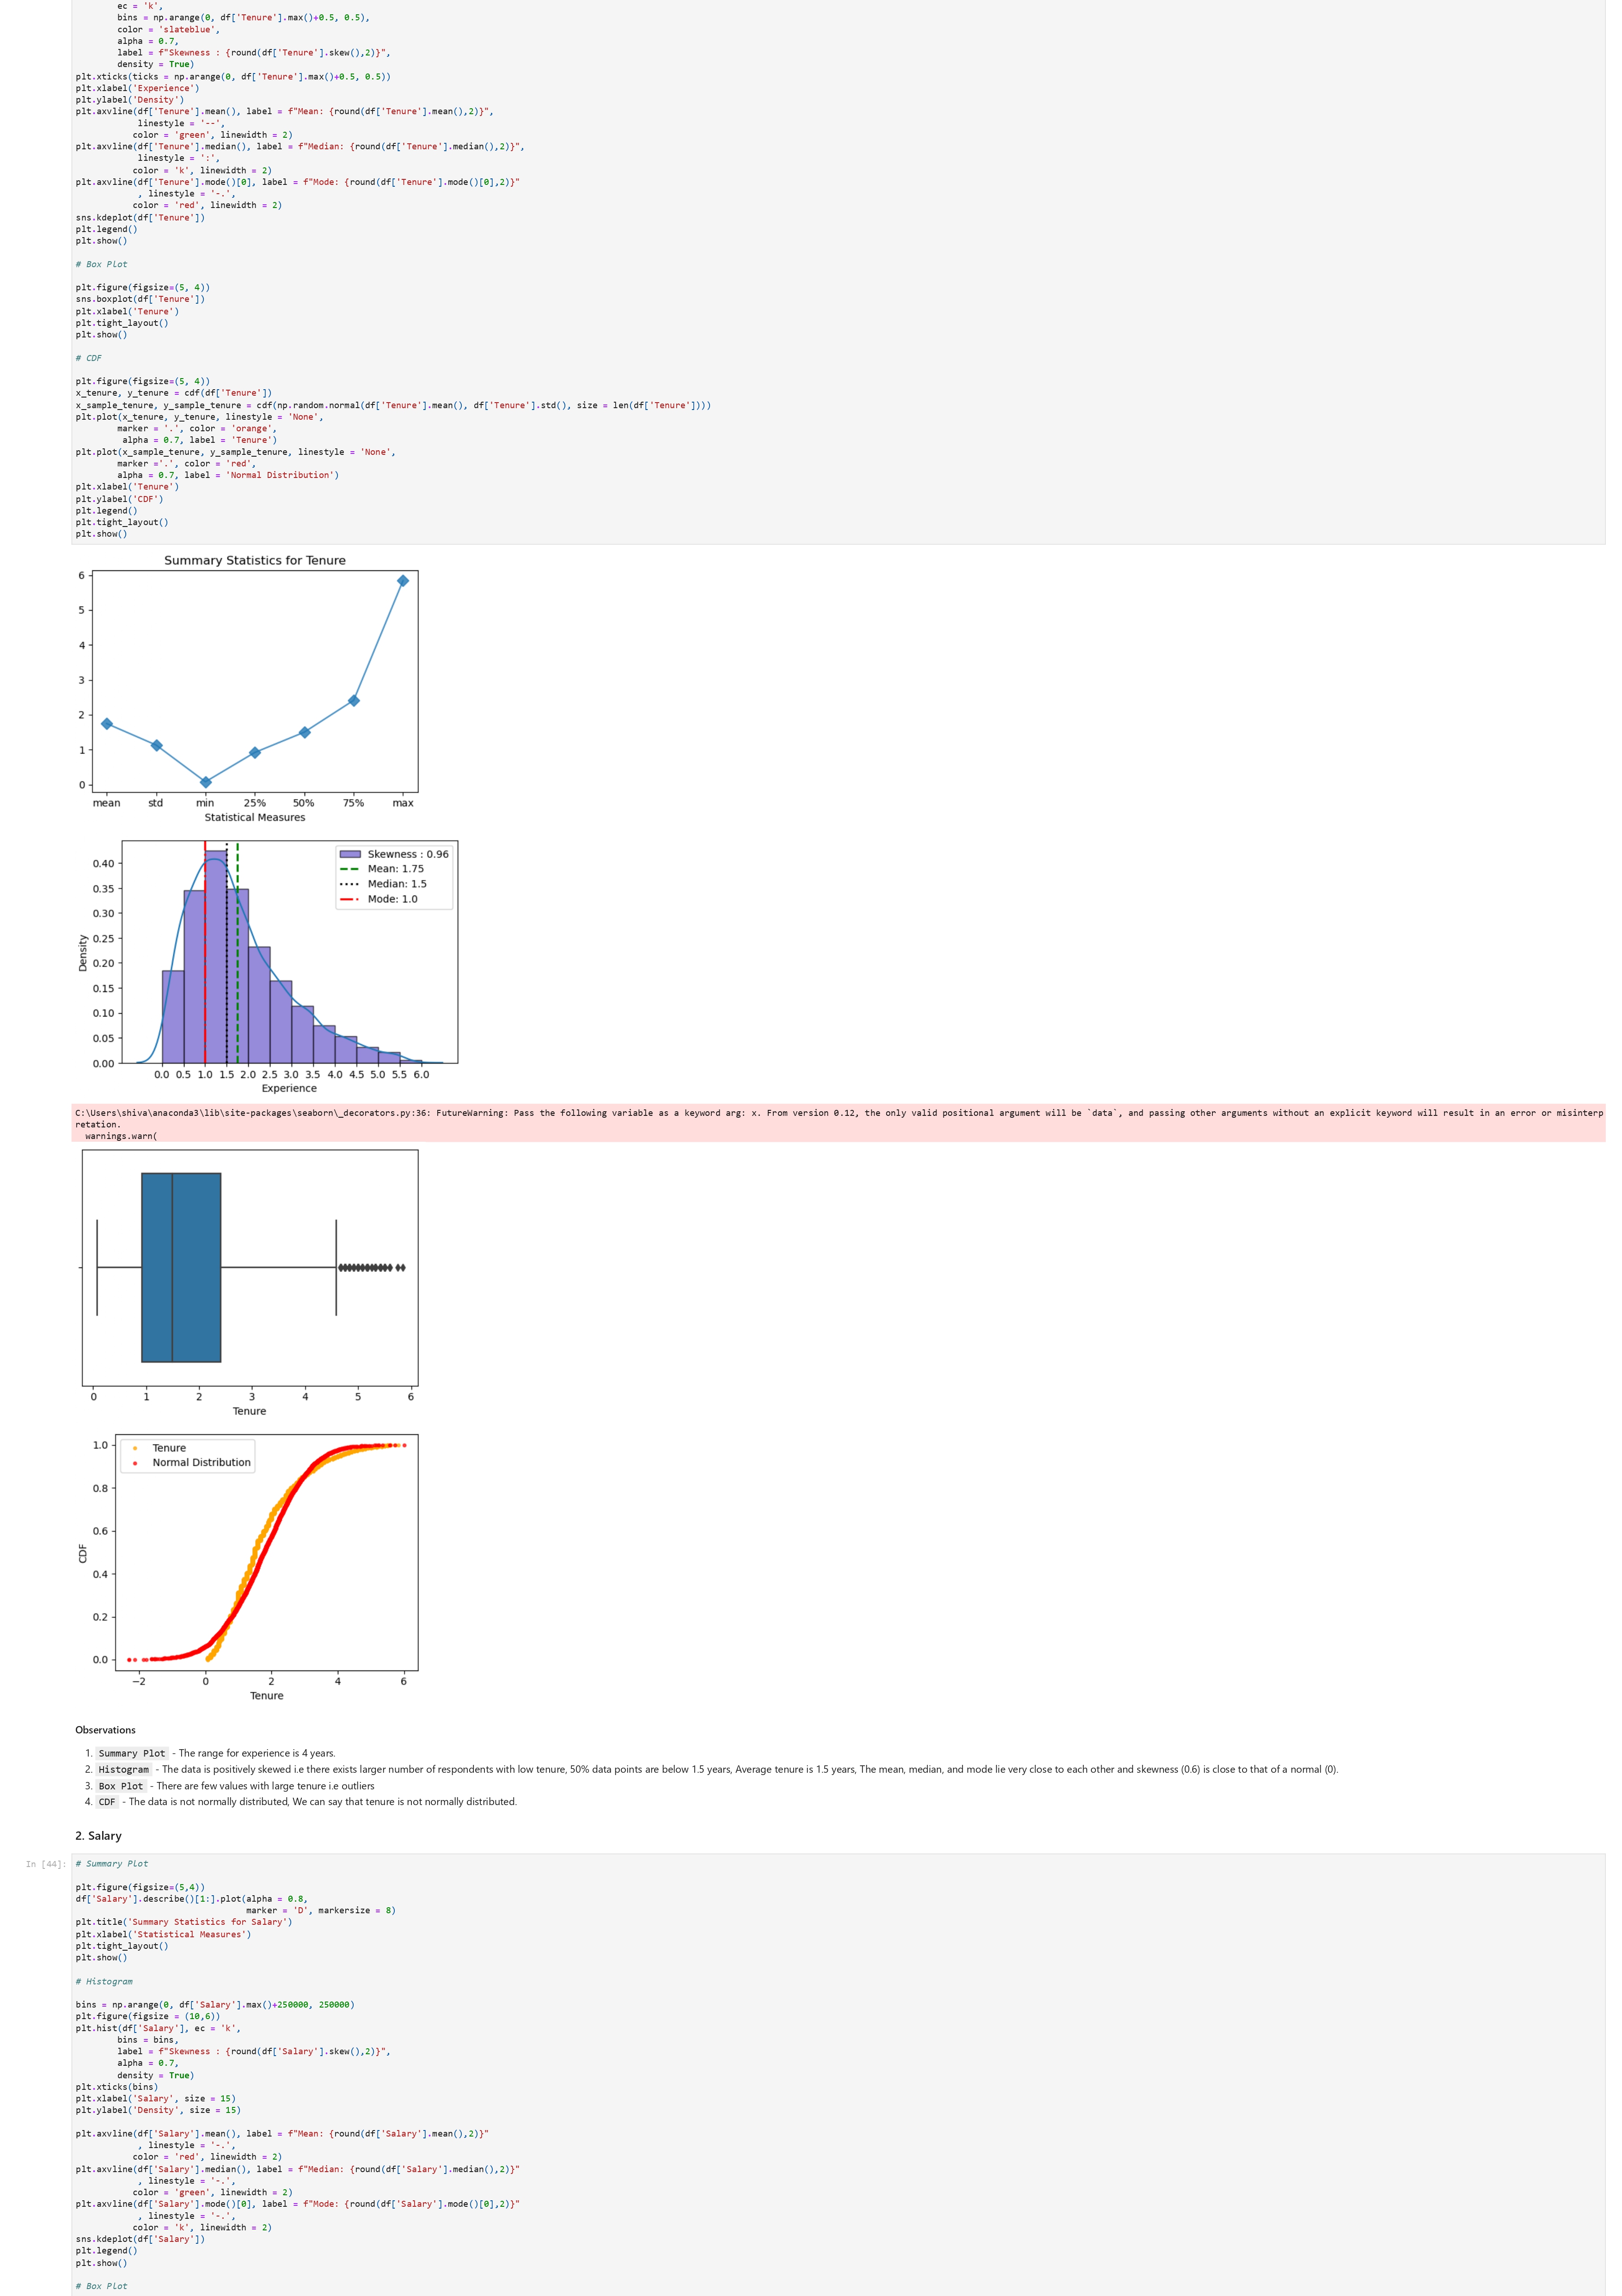 ec = 'k',
        bins = np.arange(0, df['Tenure'].max()+0.5, 0.5),
        color = 'slateblue',
        alpha = 0.7,
        label = f"Skewness : {round(df['Tenure'].skew(),2)}",
        density = True)
plt.xticks(ticks = np.arange(0, df['Tenure'].max()+0.5, 0.5))
plt.xlabel('Experience')
plt.ylabel('Density')
plt.axvline(df['Tenure'].mean(), label = f"Mean: {round(df['Tenure'].mean(),2)}",
            linestyle = '--',
           color = 'green', linewidth = 2)
plt.axvline(df['Tenure'].median(), label = f"Median: {round(df['Tenure'].median(),2)}",
            linestyle = ':',
           color = 'k', linewidth = 2)
plt.axvline(df['Tenure'].mode()[0], label = f"Mode: {round(df['Tenure'].mode()[0],2)}"
            , linestyle = '-.',
           color = 'red', linewidth = 2)
sns.kdeplot(df['Tenure'])
plt.legend()
plt.show()
# Box Plot
plt.figure(figsize=(5, 4))
sns.boxplot(df['Tenure'])
plt.xlabel('Tenure')
plt.tight_layout()
plt.show()
# CDF
plt.figure(figsize=(5, 4))
x_tenure, y_tenure = cdf(df['Tenure'])
x_sample_tenure, y_sample_tenure = cdf(np.random.normal(df['Tenure'].mean(), df['Tenure'].std(), size = len(df['Tenure'])))
plt.plot(x_tenure, y_tenure, linestyle = 'None',
        marker = '.', color = 'orange',
         alpha = 0.7, label = 'Tenure')
plt.plot(x_sample_tenure, y_sample_tenure, linestyle = 'None',
        marker ='.', color = 'red',
        alpha = 0.7, label = 'Normal Distribution')
plt.xlabel('Tenure')
plt.ylabel('CDF')
plt.legend()
plt.tight_layout()
plt.show()
Summary Statistics for Tenure
6
5
4
3
2
1
0
mean std min 25% 50% 75% max
Statistical Measures
Skewness : 0.96
Mean: 1.75
Median: 1.5
Mode: 1.0
0.40
0.35
0.30
0.25
0.20
0.15
0.10
0.05
0.00
Density
0.0 0.5 1.0 1.5 2.0 2.5 3.0 3.5 4.0 4.5 5.0 5.5 6.0
Experience
C:\Users\shiva\anaconda3\lib\site-packages\seaborn\_decorators.py:36: FutureWarning: Pass the following variable as a keyword arg: x. From version 0.12, the only valid positional argument will be `data`, and passing other arguments without an explicit keyword will result in an error or misinterp
retation.
  warnings.warn(
0 1 2 3 4 5 6
Tenure
Tenure
Normal Distribution
1.0
0.8
0.6
0.4
0.2
0.0
CDF
−2 0 2 4 6
Tenure
Observations
1. Summary Plot - The range for experience is 4 years.
2. Histogram - The data is positively skewed i.e there exists larger number of respondents with low tenure, 50% data points are below 1.5 years, Average tenure is 1.5 years, The mean, median, and mode lie very close to each other and skewness (0.6) is close to that of a normal (0).
3. Box Plot - There are few values with large tenure i.e outliers
4. CDF - The data is not normally distributed, We can say that tenure is not normally distributed.
2. Salary
In [44]: # Summary Plot
plt.figure(figsize=(5,4))
df['Salary'].describe()[1:].plot(alpha = 0.8,
                                 marker = 'D', markersize = 8)
plt.title('Summary Statistics for Salary')
plt.xlabel('Statistical Measures')
plt.tight_layout()
plt.show()
# Histogram
bins = np.arange(0, df['Salary'].max()+250000, 250000)
plt.figure(figsize = (10,6))
plt.hist(df['Salary'], ec = 'k',
        bins = bins,
        label = f"Skewness : {round(df['Salary'].skew(),2)}",
        alpha = 0.7,
        density = True)
plt.xticks(bins)
plt.xlabel('Salary', size = 15)
plt.ylabel('Density', size = 15)
plt.axvline(df['Salary'].mean(), label = f"Mean: {round(df['Salary'].mean(),2)}"
            , linestyle = '-.',
           color = 'red', linewidth = 2)
plt.axvline(df['Salary'].median(), label = f"Median: {round(df['Salary'].median(),2)}"
            , linestyle = '-.',
           color = 'green', linewidth = 2)
plt.axvline(df['Salary'].mode()[0], label = f"Mode: {round(df['Salary'].mode()[0],2)}"
            , linestyle = '-.',
           color = 'k', linewidth = 2)
sns.kdeplot(df['Salary'])
plt.legend()
plt.show()
# Box Plot